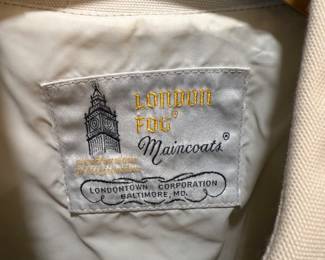 LONDON
FOG®
Maincoats®
LONDONTOWN CORPORATION
BALTIMORE, MD.